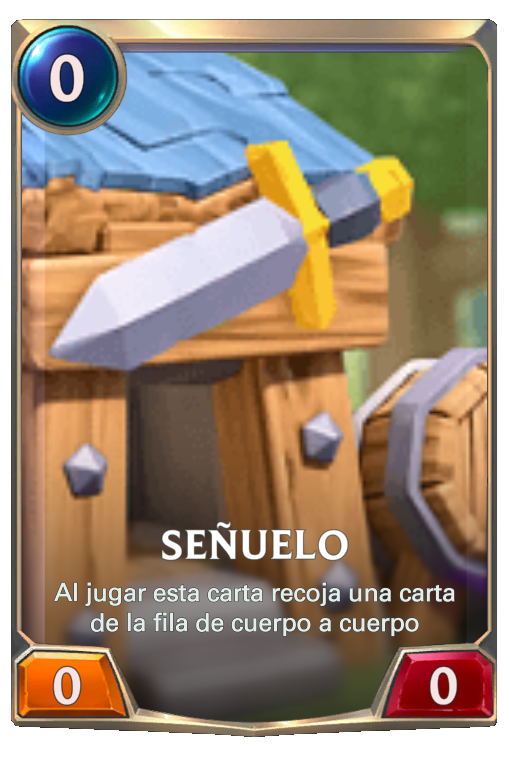 0
SEÑUELO
Al jugar esta carta recoja una carta
de la fila de cuerpo a cuerpo
0
0